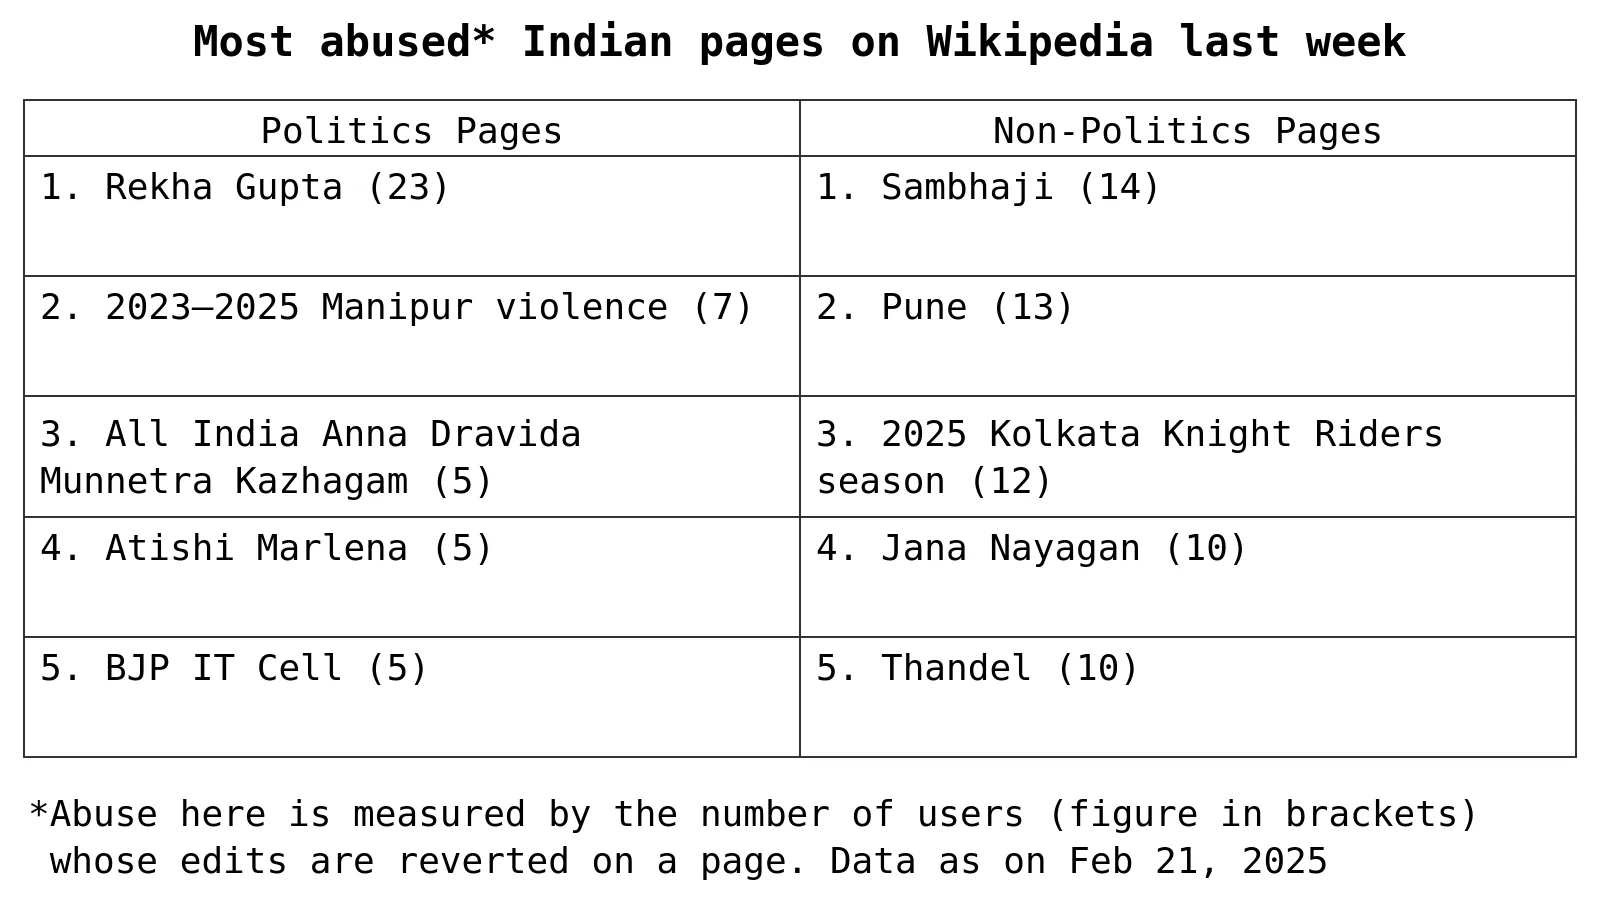 Most abused* Indian pages on Wikipedia last week
Politics Pages
Non-Politics Pages
1. Rekha Gupta (23)
1. Sambhaji (14)
2. 2023–2025 Manipur violence (7)
2. Pune (13)
3. All India Anna Dravida
Munnetra Kazhagam (5)
3. 2025 Kolkata Knight Riders
season (12)
4. Atishi Marlena (5)
4. Jana Nayagan (10)
5. BJP IT Cell (5)
5. Thandel (10)
*Abuse here is measured by the number of users (figure in brackets)
whose edits are reverted on a page. Data as on Feb 21, 2025